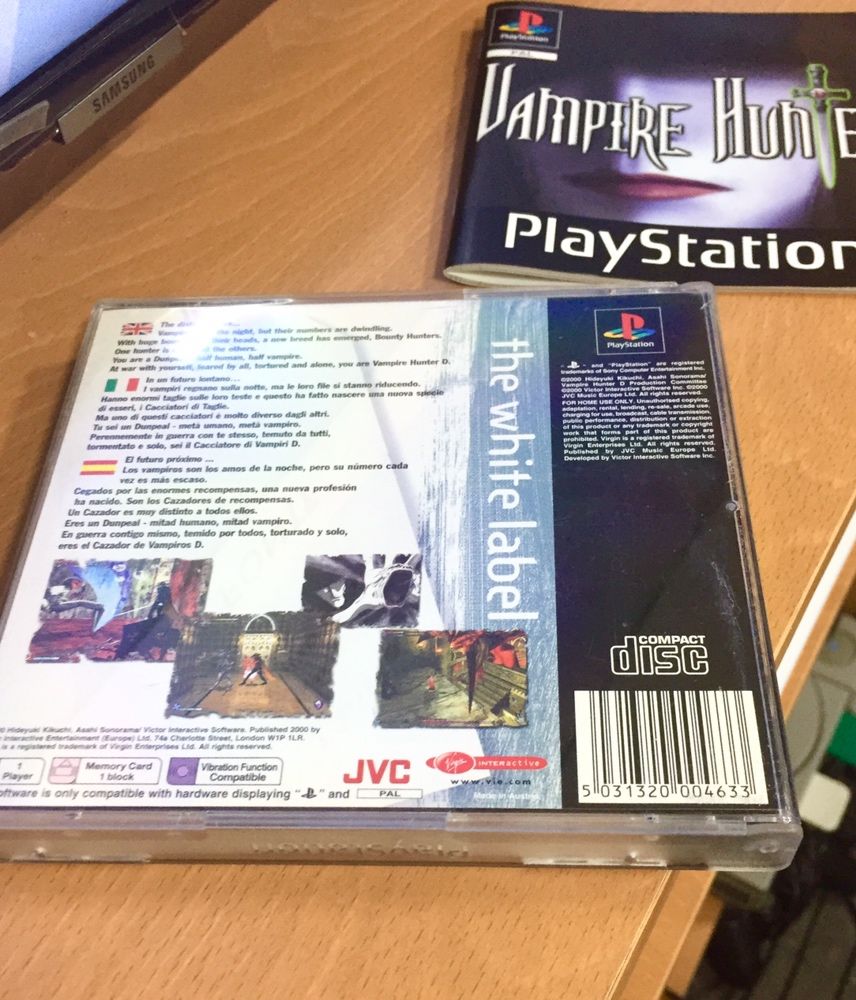 SAMSUNG
PlayStation
PAL
VAMPIRE HUNTE
PlayStation
The dist
Vamp the night, but their numbers are dwindling.
With huge bou their heads, a new breed has emerged, Bounty Hunters.
One hunter is the others.
You are a Dunpeal half human, half vampire.
At war with yourself, feared by all, tortured and alone, you are Vampire Hunter D.
In un futuro lontano...
I vampiri regnano sulla notte, ma le loro file si stanno riducendo.
Hanno enormi taglie sulle loro teste e questo ha fatto nascere una nuova specie
di esseri, i Cacciatori di Taglie.
Ma uno di questi cacciatori è molto diverso dagli altri.
Tu sei un Dunpeal - metà umano, metà vampiro.
Perennemente in guerra con te stesso, temuto da tutti,
tormentato e solo, sei il Cacciatore di Vampiri D.
El futuro próximo ...
Los vampiros son los amos de la noche, pero su número cada
vez es más escaso.
Cegados por las enormes recompensas, una nueva profesión
ha nacido. Son los Cazadores de recompensas.
Un Cazador es muy distinto a todos ellos.
Eres un Dunpeal - mitad humano, mitad vampiro.
En guerra contigo mismo, temido por todos, torturado y solo,
eres el Cazador de Vampiros D.
the white label
PlayStation
- and "PlayStation" are registered
trademarks of Sony Computer Entertainment Inc.
©2000 Hideyuki Kikuchi, Asahi Sonorama/
Vampire Hunter D Production Committee
©2000 Victor Interactive Software Inc. ©2000
JVC Music Europe Ltd. All rights reserved.
FOR HOME USE ONLY. Unauthorised copying,
adaptation, rental, lending, re-sale, arcade use,
charging for use, broadcast, cable transmission,
public performance, distribution or extraction
of this product or any trademark or copyright
work that forms part of this product are
prohibited. Virgin is a registered trademark of
Virgin Enterprises Ltd. All rights reserved.
Published by JVC Music Europe Ltd.
Developed by Victor Interactive Software Inc.
COMPACT
disc
5 031320 004633
0 Hideyuki Kikuchi, Asahi Sonorama/ Victor Interactive Software. Published 2000 by
Interactive Entertainment (Europe) Ltd. 74a Charlotte Street, London W1P 1LR.
is a registered trademark of Virgin Enterprises Ltd. All rights reserved.
1
Player
Memory Card
1 block
Vibration Function
Compatible
JVC
Virgin INTERACTIVE
www.vie.com
oftware is only compatible with hardware displaying " " and PAL
Made in Austria
PlayStation